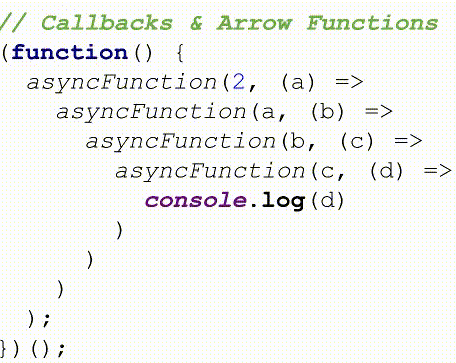 // Callbacks & Arrow Functions
(function() {
  asyncFunction(2, (a) =>
    asyncFunction(a, (b) =>
      asyncFunction(b, (c) =>
        asyncFunction(c, (d) =>
          console.log(d)
        )
      )
    )
  );
})();